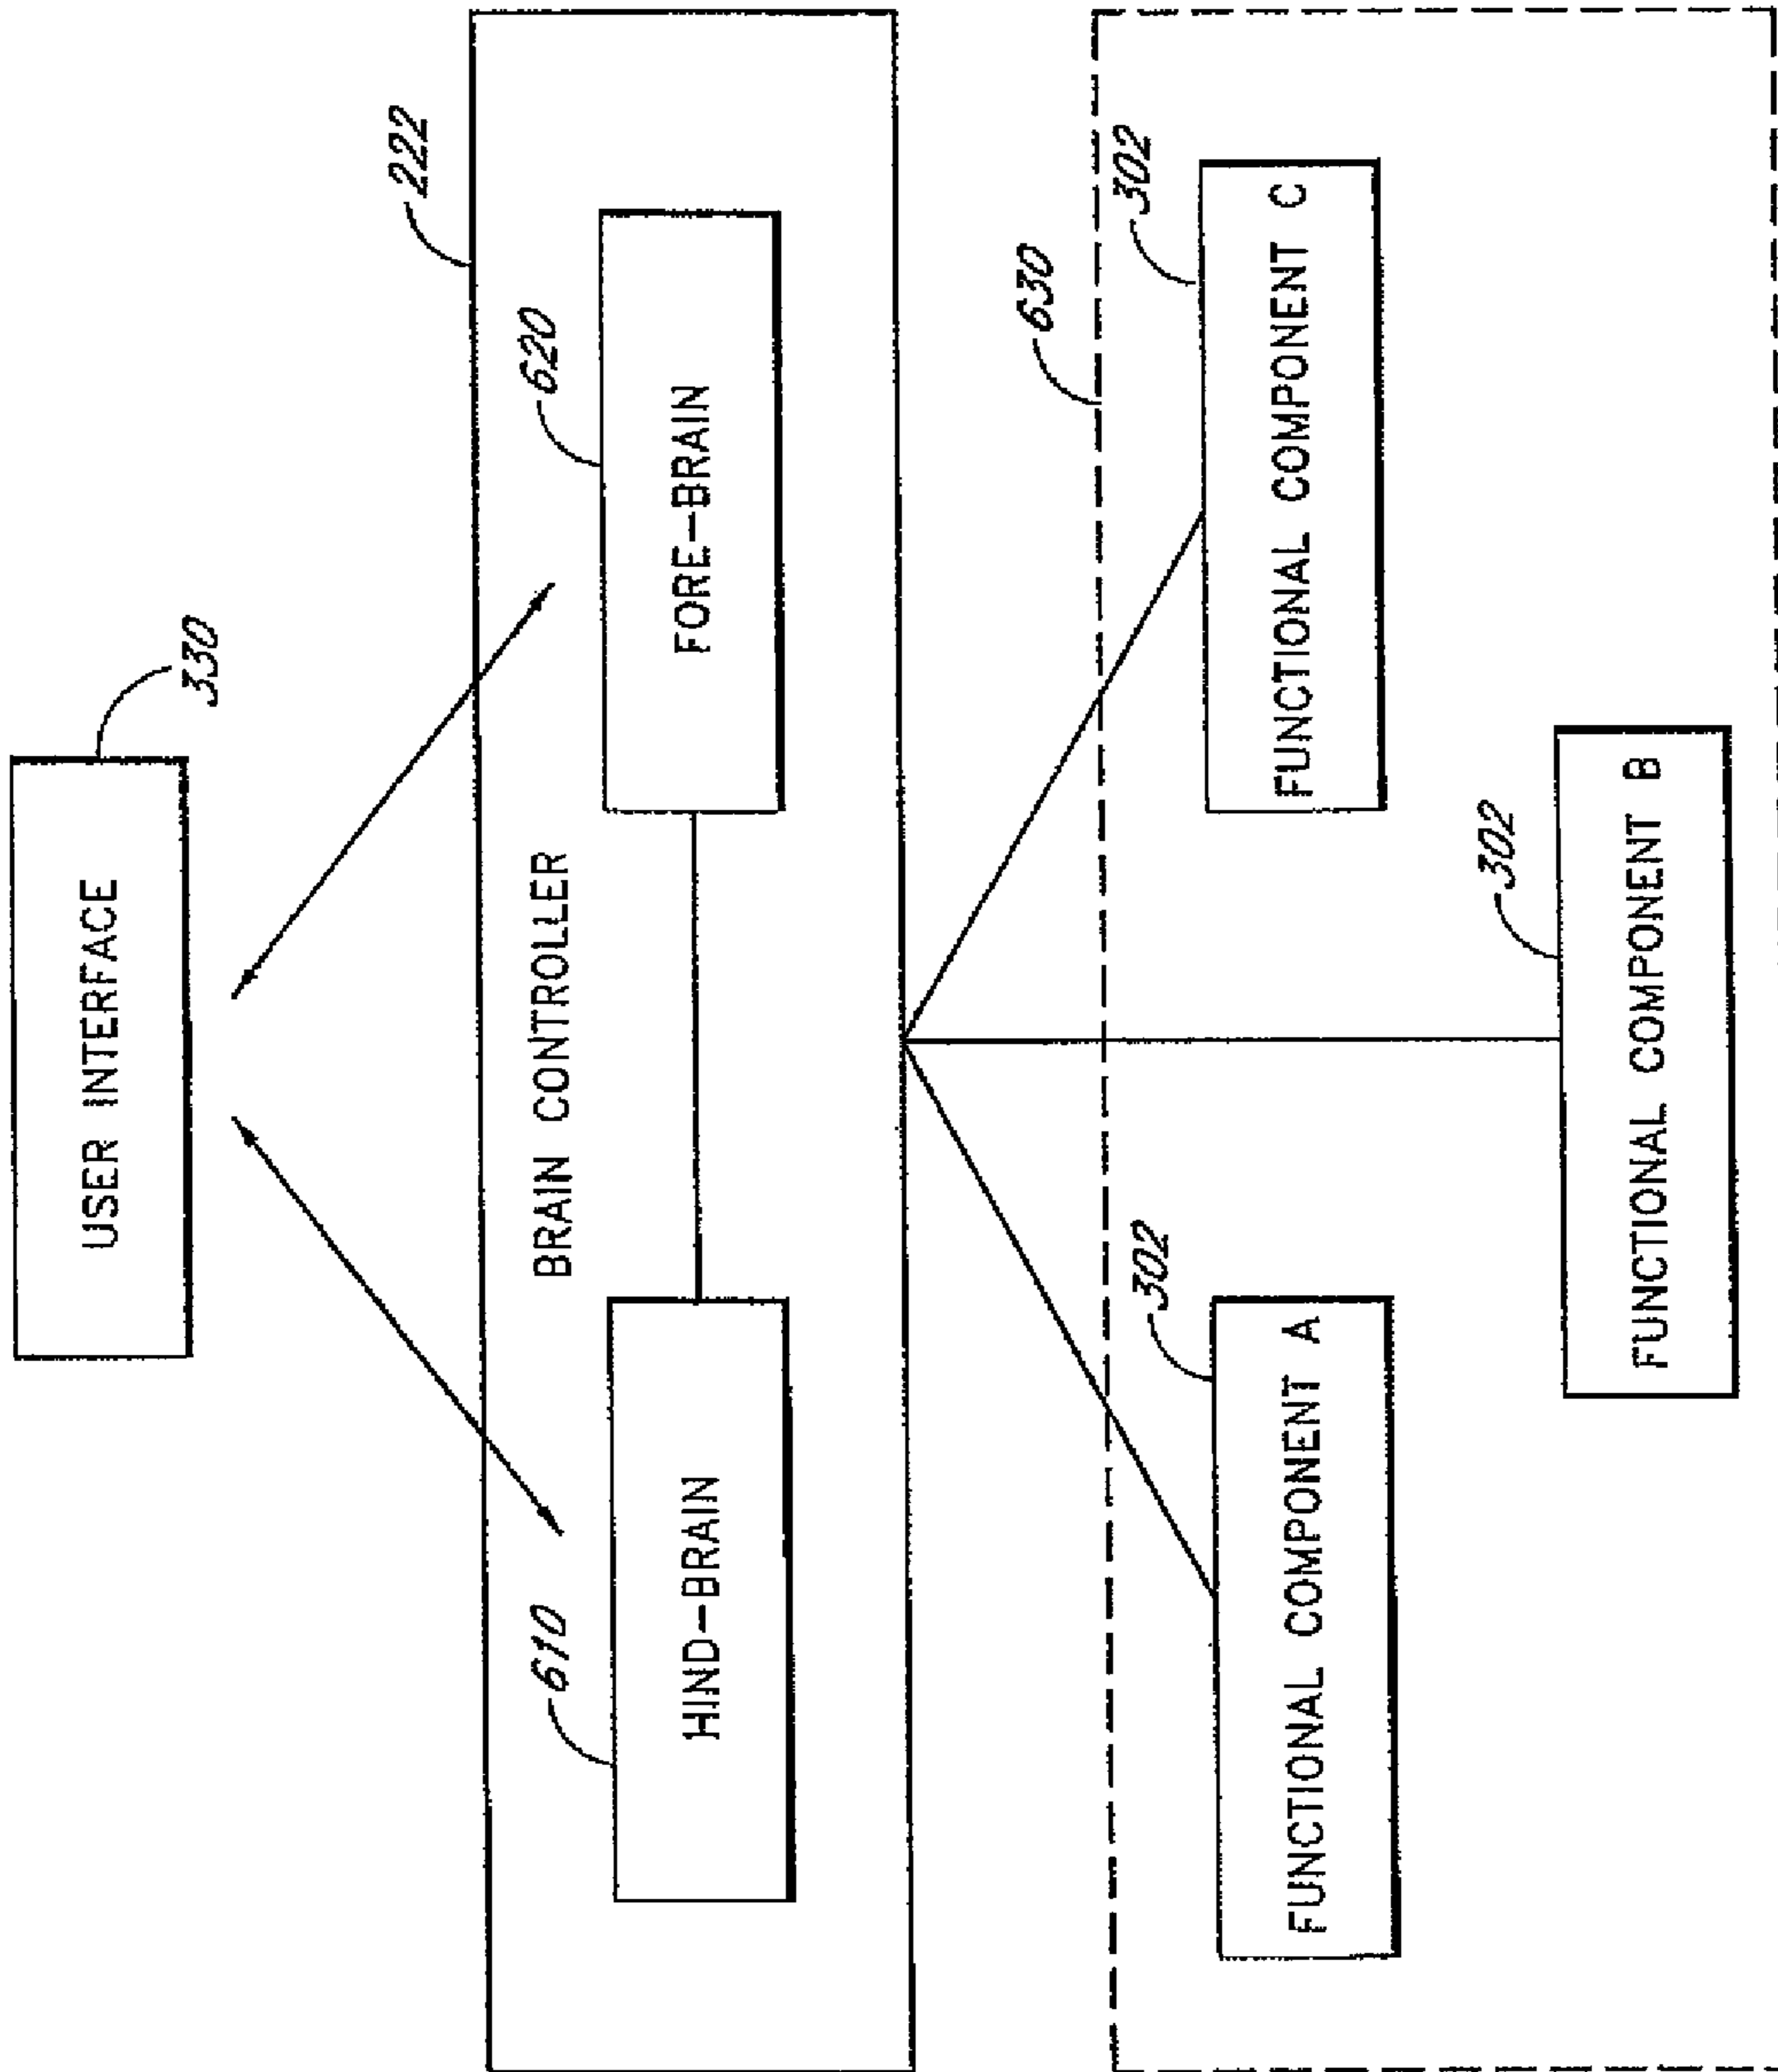 USER INTERFACE
330
222
BRAIN CONTROLLER
610
HIND-BRAIN
620
FORE-BRAIN
630
302
FUNCTIONAL COMPONENT A
302
FUNCTIONAL COMPONENT C
302
FUNCTIONAL COMPONENT B